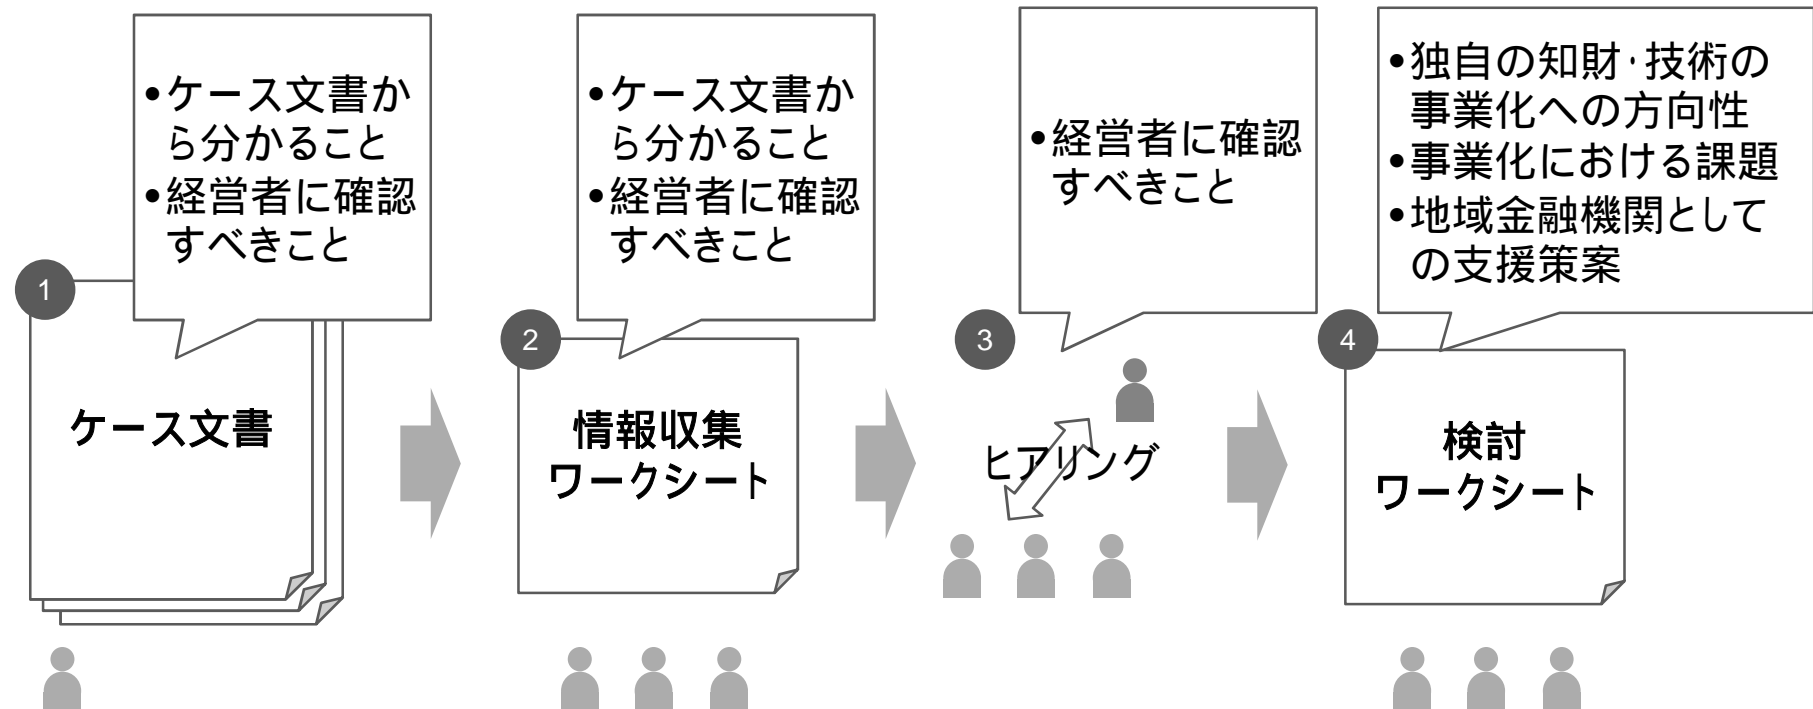 •ケース文書か
ら分かること
•経営者に確認
すべきこと
1
ケース文書
•ケース文書か
ら分かること
•経営者に確認
すべきこと
2
情報収集
ワークシート
•経営者に確認
すべきこと
3
ヒアリング
•独自の知財・技術の
事業化への方向性
•事業化における課題
•地域金融機関として
の支援策案
4
検討
ワークシート